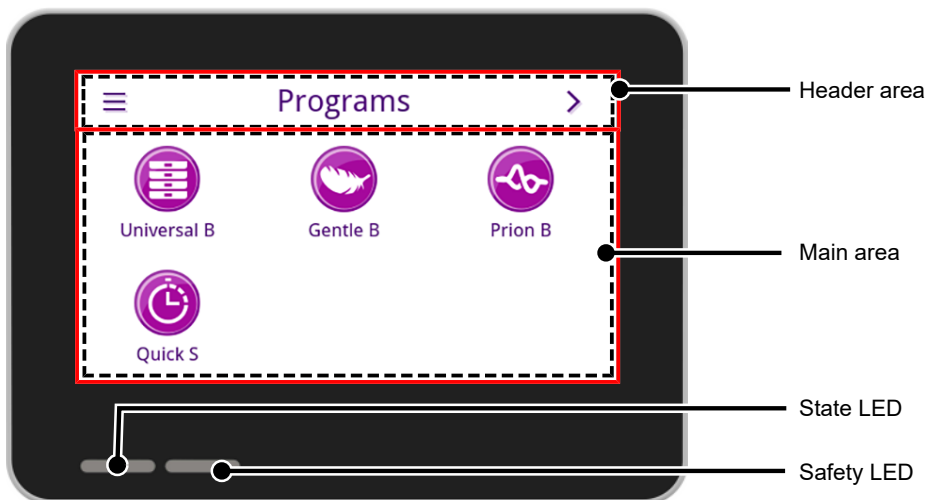 Programs
Header area
Universal B
Gentle B
Prion B
Main area
Quick S
State LED
Safety LED